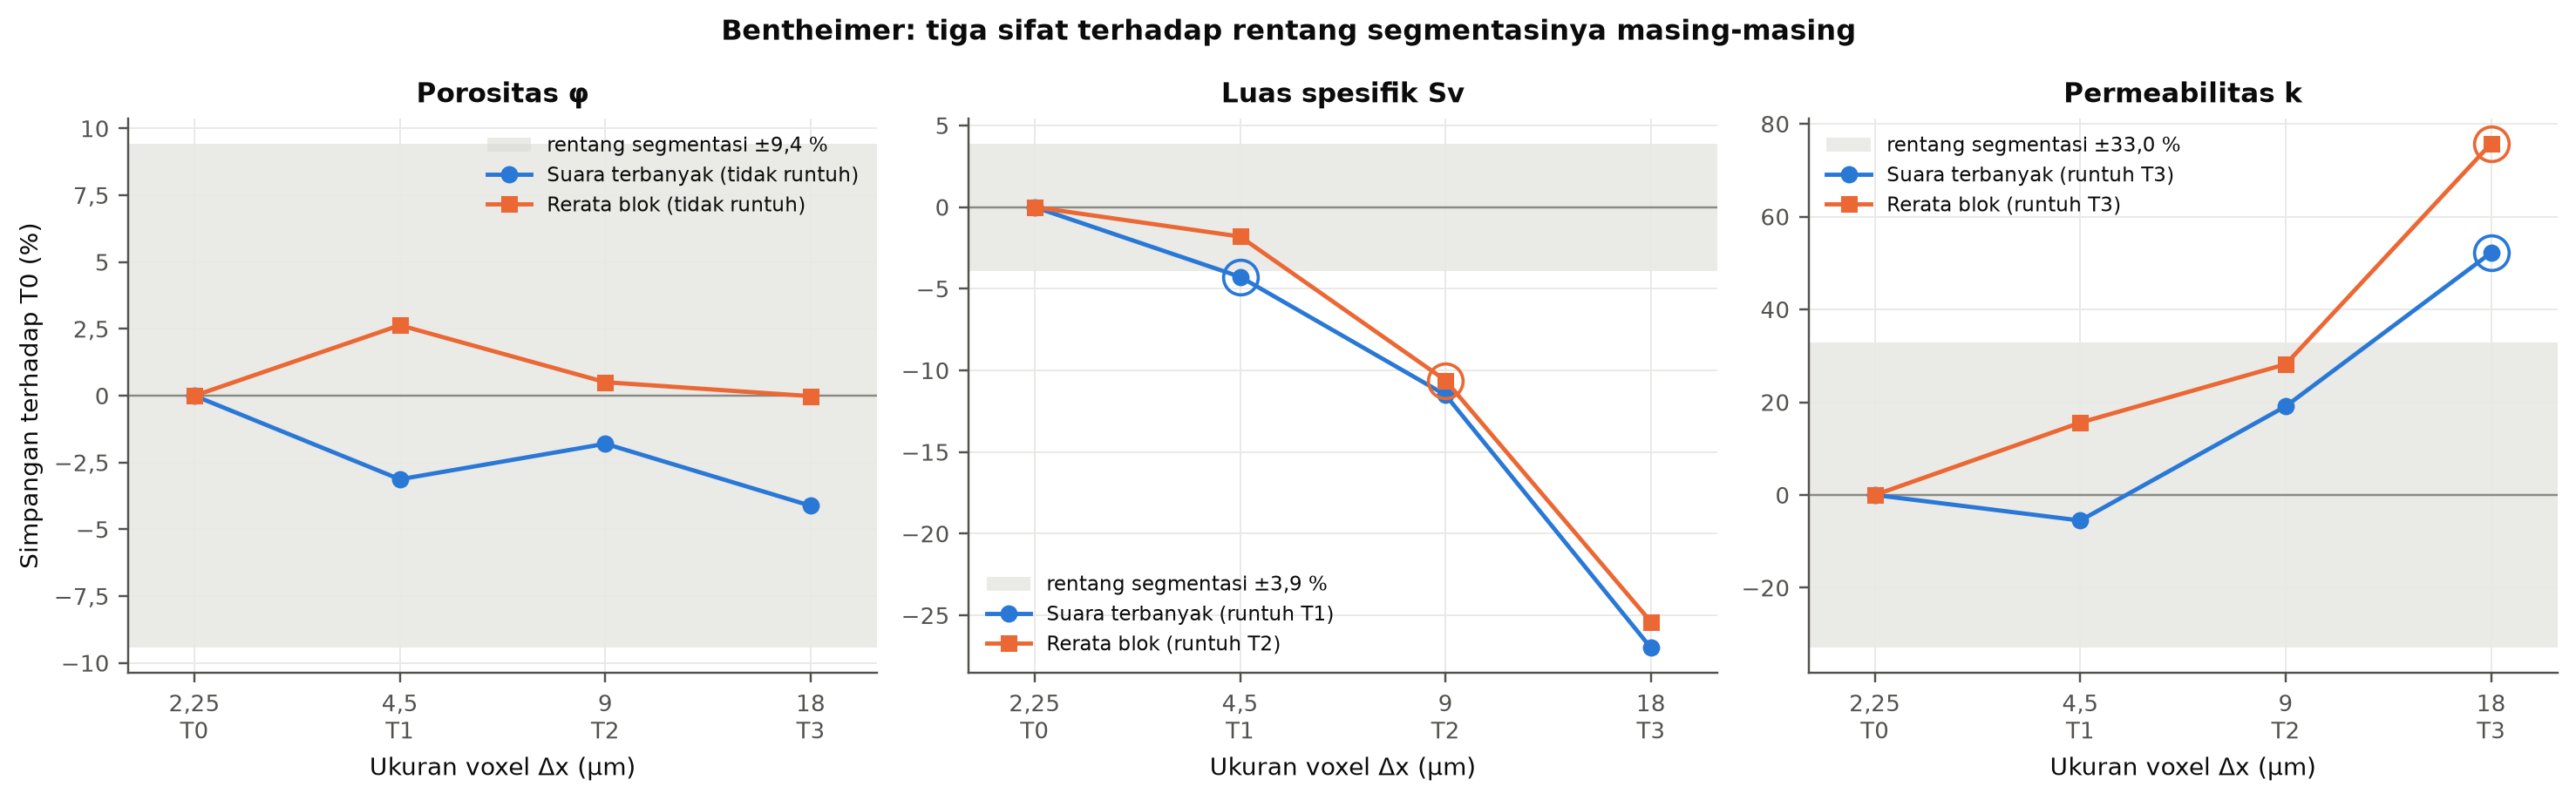 Bentheimer: tiga sifat terhadap rentang segmentasinya masing-masing
Porositas φ
Simpangan terhadap T0 (%)
10
7,5
5
2,5
0
−2,5
−5
−7,5
−10
rentang segmentasi ±9,4 %
Suara terbanyak (tidak runtuh)
Rerata blok (tidak runtuh)
2,25 4,5 9 18
T0 T1 T2 T3
Ukuran voxel Δx (µm)
Luas spesifik Sv
5
0
−5
−10
−15
−20
−25
rentang segmentasi ±3,9 %
Suara terbanyak (runtuh T1)
Rerata blok (runtuh T2)
2,25 4,5 9 18
T0 T1 T2 T3
Ukuran voxel Δx (µm)
Permeabilitas k
80
60
40
20
0
−20
rentang segmentasi ±33,0 %
Suara terbanyak (runtuh T3)
Rerata blok (runtuh T3)
2,25 4,5 9 18
T0 T1 T2 T3
Ukuran voxel Δx (µm)